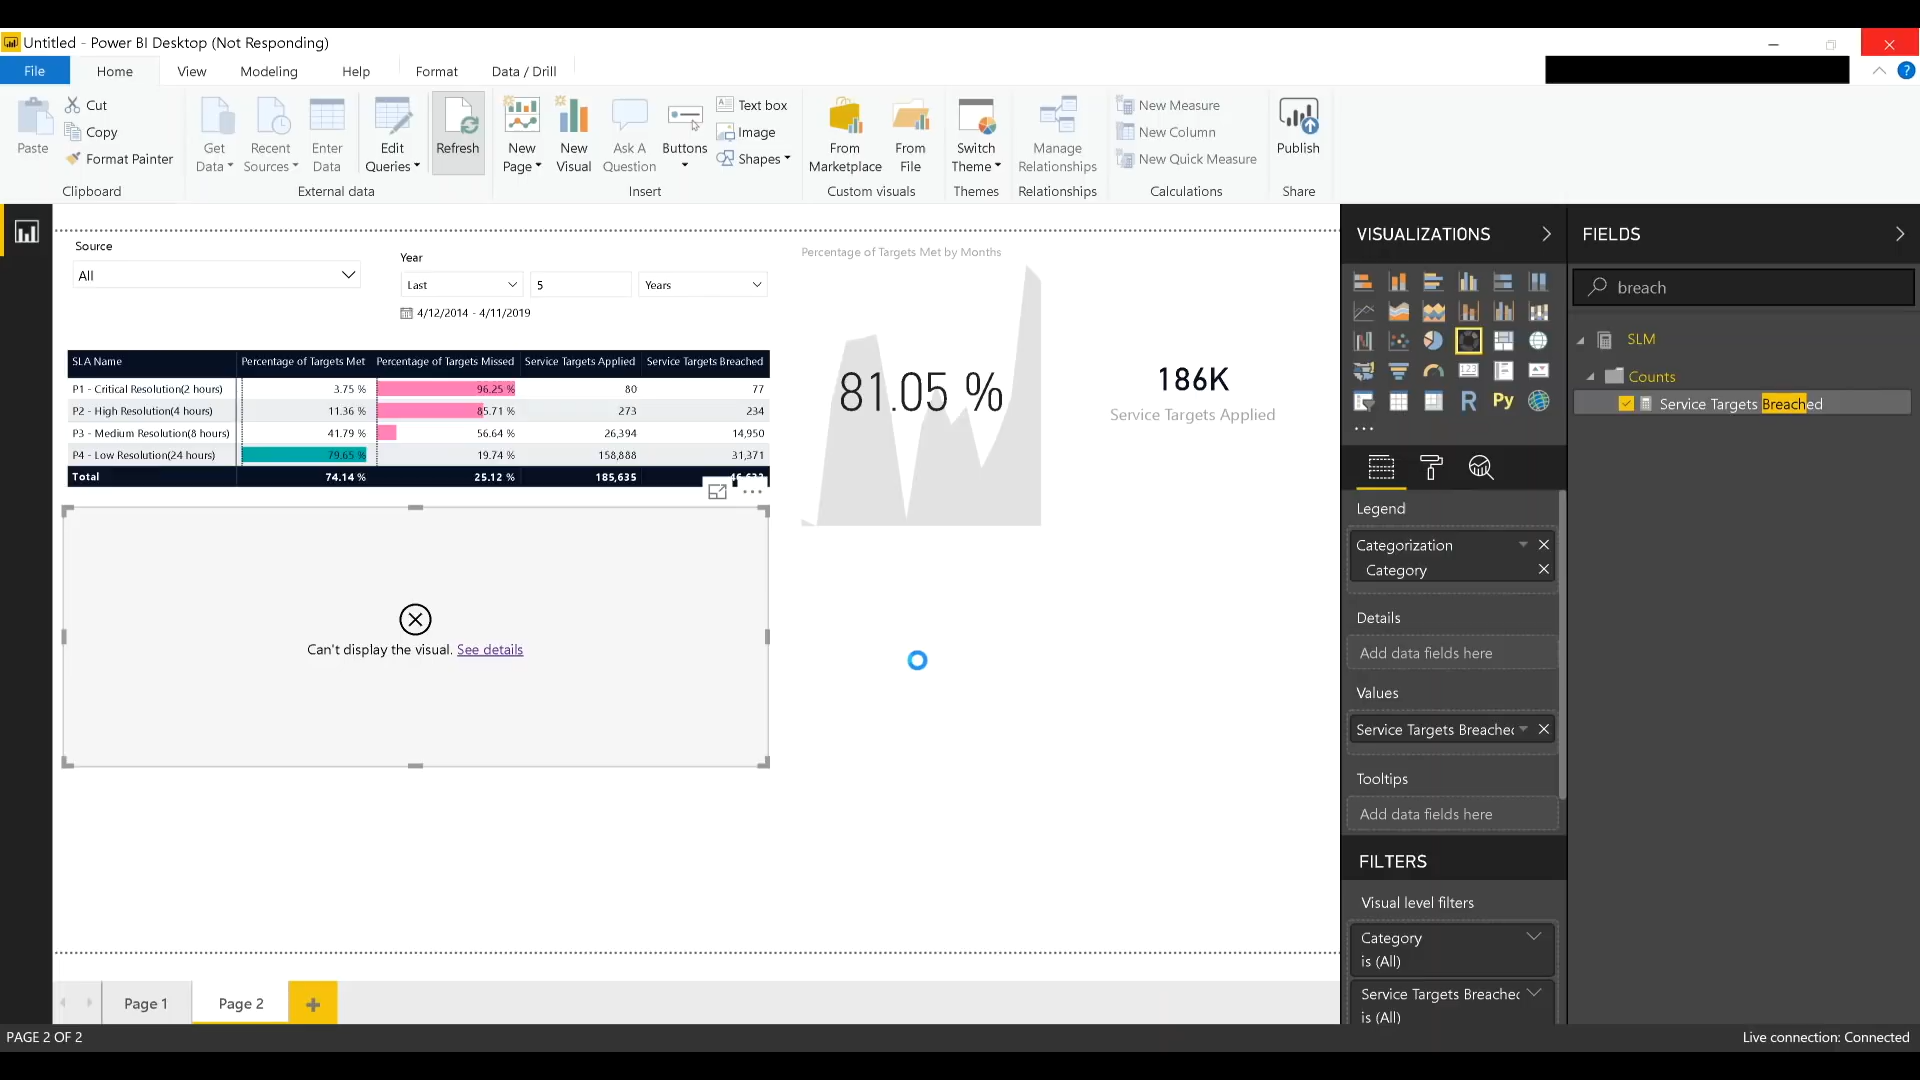 Untitled - Power BI Desktop (Not Responding)
File Home View Modeling Help Format Data / Drill
?
Paste
Cut
Copy
Format Painter
Clipboard
Get Data
Recent Sources
Enter Data
Edit Queries
External data
Refresh
New Page
New Visual
Ask A Question
Buttons
Text box
Image
Shapes
Insert
From Marketplace
From File
Custom visuals
Switch Theme
Themes
Manage Relationships
Relationships
New Measure
New Column
New Quick Measure
Calculations
Publish
Share
Source
All
Year
Last 5 Years
4/12/2014 - 4/11/2019
SLA Name Percentage of Targets Met Percentage of Targets Missed Service Targets Applied Service Targets Breached
P1 - Critical Resolution(2 hours) 3.75 % 96.25 % 80 77
P2 - High Resolution(4 hours) 11.36 % 85.71 % 273 234
P3 - Medium Resolution(8 hours) 41.79 % 56.64 % 26,394 14,950
P4 - Low Resolution(24 hours) 79.65 % 19.74 % 158,888 31,371
Total 74.14 % 25.12 % 185,635
Can't display the visual. See details
Percentage of Targets Met by Months
81.05 %
186K
Service Targets Applied
VISUALIZATIONS
123
R Py
Legend
Categorization
Category
Details
Add data fields here
Values
Service Targets Breached
Tooltips
Add data fields here
FILTERS
Visual level filters
Category
is (All)
Service Targets Breached
is (All)
FIELDS
breach
SLM
Counts
Service Targets Breached
Page 1 Page 2 +
PAGE 2 OF 2
Live connection: Connected